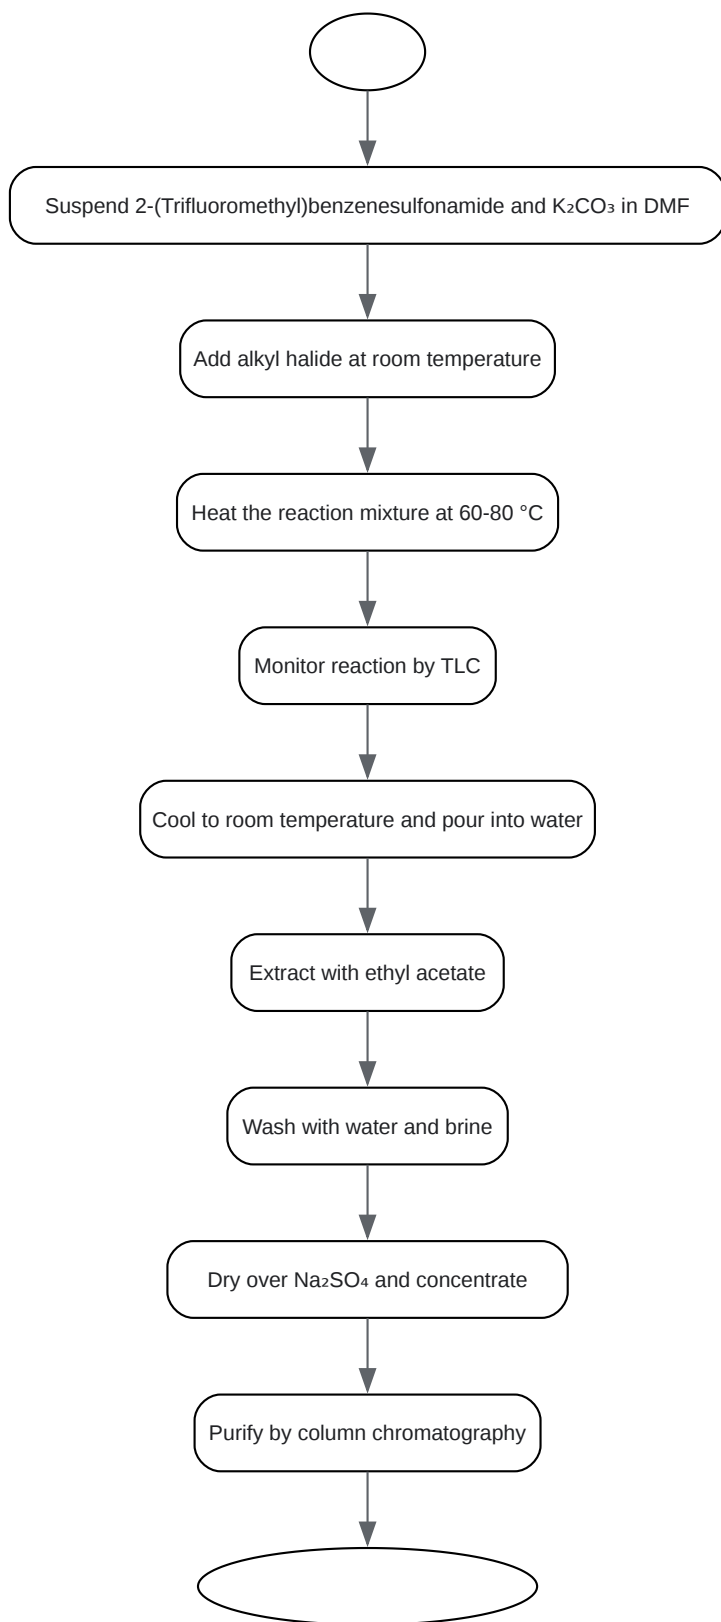 Suspend 2-(Trifluoromethyl)benzenesulfonamide and K₂CO₃ in DMF
Add alkyl halide at room temperature
Heat the reaction mixture at 60-80 °C
Monitor reaction by TLC
Cool to room temperature and pour into water
Extract with ethyl acetate
Wash with water and brine
Dry over Na₂SO₄ and concentrate
Purify by column chromatography